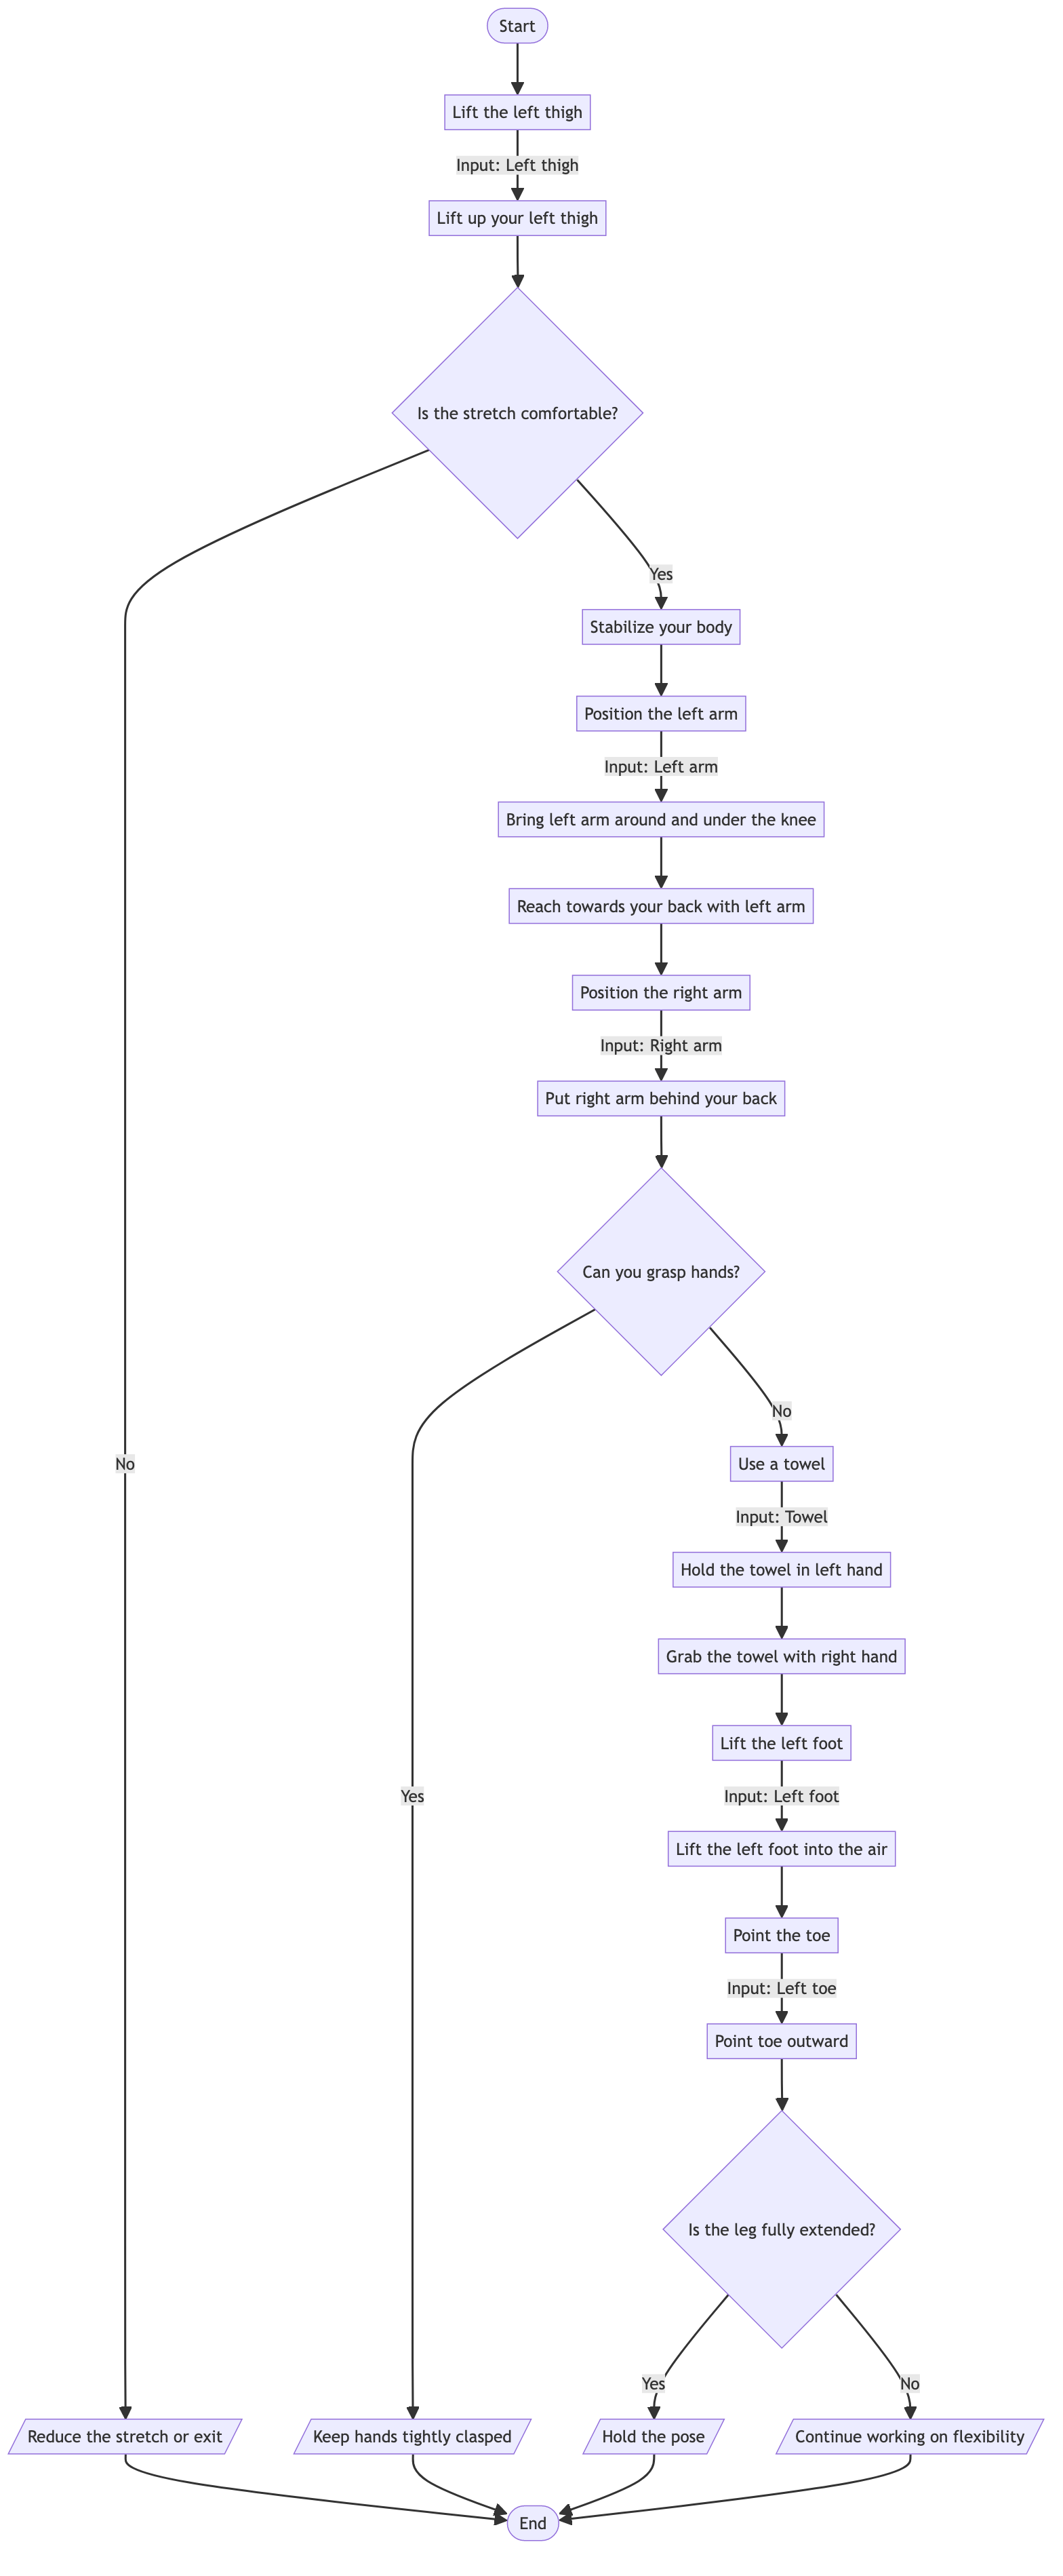 Start
Lift the left thigh
Input: Left thigh
Lift up your left thigh
Is the stretch comfortable?
Yes
Stabilize your body
Position the left arm
Input: Left arm
Bring left arm around and under the knee
Reach towards your back with left arm
Position the right arm
Input: Right arm
Put right arm behind your back
Can you grasp hands?
No
No
Use a towel
Input: Towel
Hold the towel in left hand
Grab the towel with right hand
Lift the left foot
Yes
Input: Left foot
Lift the left foot into the air
Point the toe
Input: Left toe
Point toe outward
Is the leg fully extended?
Yes
No
Reduce the stretch or exit
Keep hands tightly clasped
Hold the pose
Continue working on flexibility
End